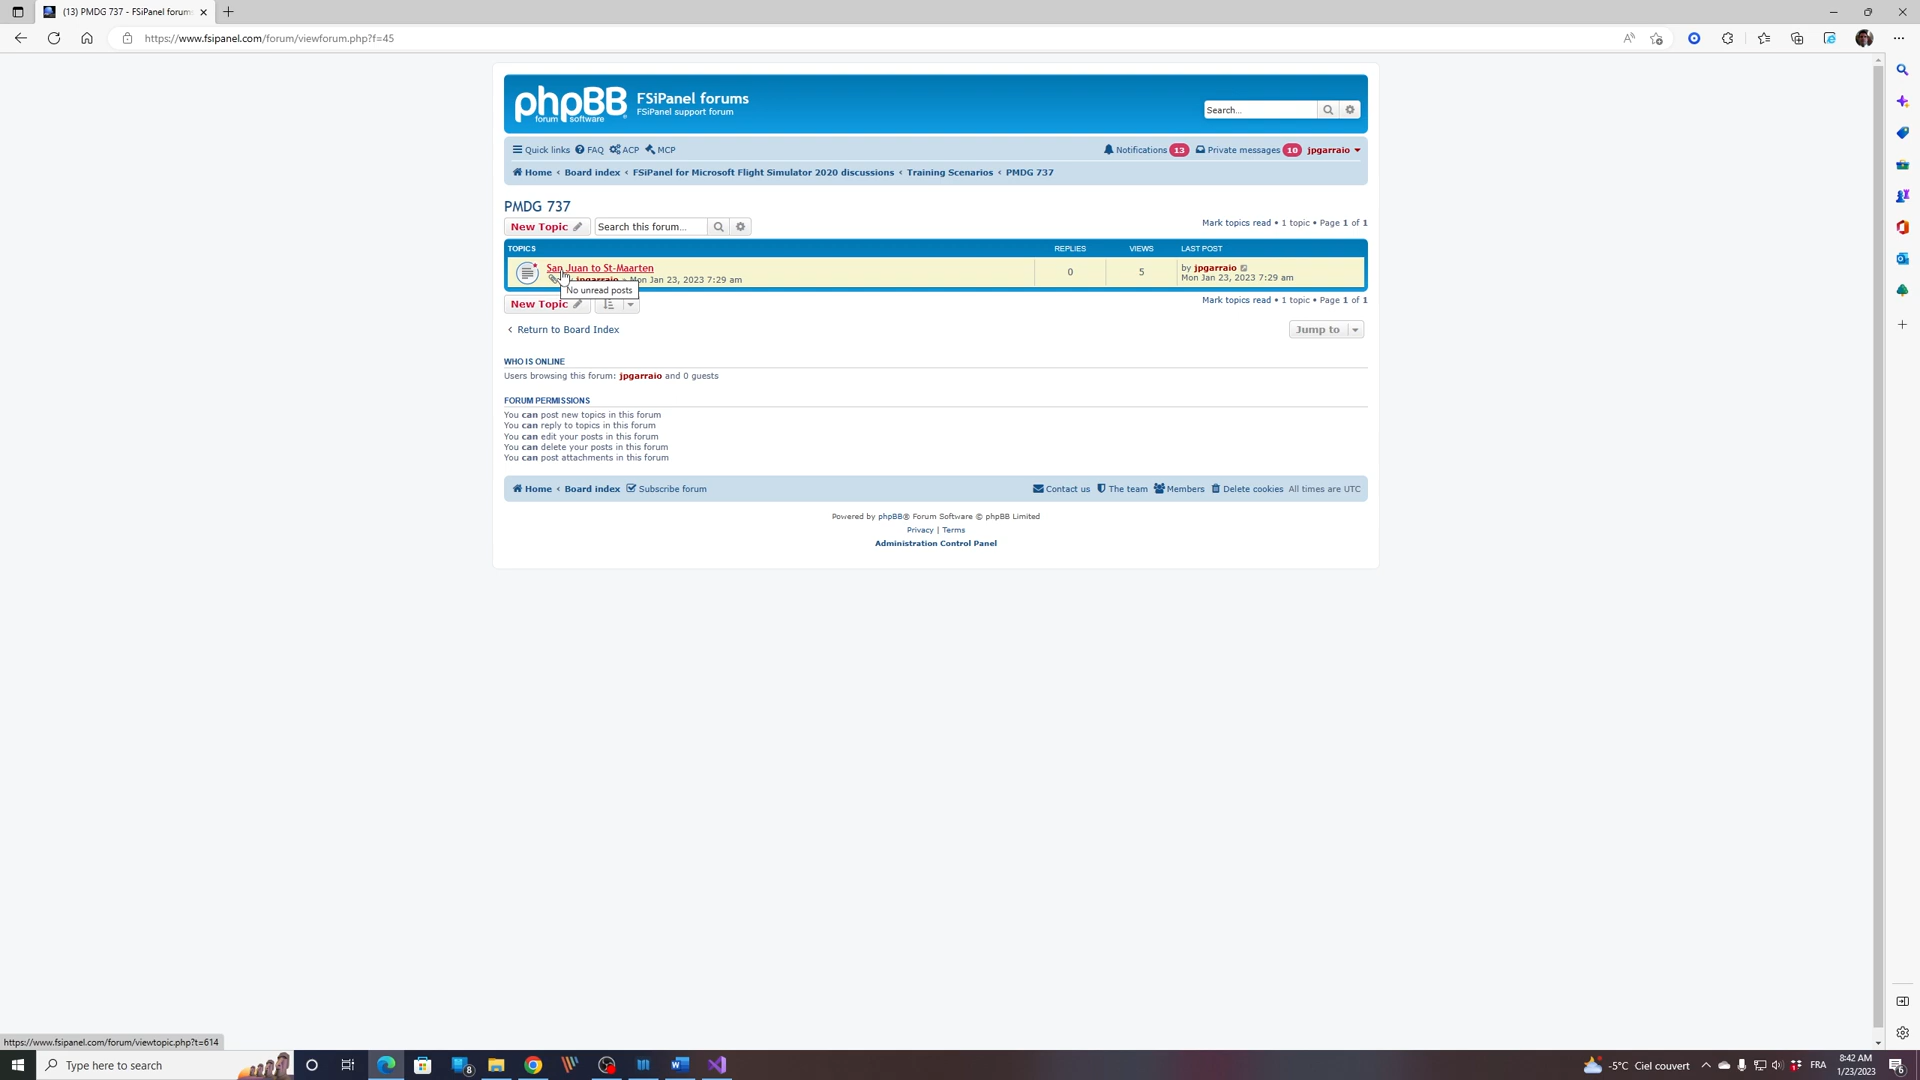 (13) PMDG 737 - FSiPanel forum
https://www.fsipanel.com/forum/viewforum.php?f=45
phpBB
forum software
FSiPanel forums
FSiPanel support forum
Search...
Quick links FAQ ACP MCP
Notifications 13 Private messages 10 jpgarraio
Home ‹ Board index ‹ FSiPanel for Microsoft Flight Simulator 2020 discussions ‹ Training Scenarios ‹ PMDG 737
PMDG 737
New Topic Search this forum...
Mark topics read • 1 topic • Page 1 of 1
TOPICS REPLIES VIEWS LAST POST
San Juan to St-Maarten 0 5 by jpgarraio
jpgarraio » Mon Jan 23, 2023 7:29 am Mon Jan 23, 2023 7:29 am
No unread posts
New Topic
Mark topics read • 1 topic • Page 1 of 1
Return to Board Index
Jump to
WHO IS ONLINE
Users browsing this forum: jpgarraio and 0 guests
FORUM PERMISSIONS
You can post new topics in this forum
You can reply to topics in this forum
You can edit your posts in this forum
You can delete your posts in this forum
You can post attachments in this forum
Home ‹ Board index Subscribe forum
Contact us The team Members Delete cookies All times are UTC
Powered by phpBB® Forum Software © phpBB Limited
Privacy | Terms
Administration Control Panel
https://www.fsipanel.com/forum/viewtopic.php?t=614
Type here to search
8
-5°C Ciel couvert
FRA
8:42 AM
1/23/2023
6